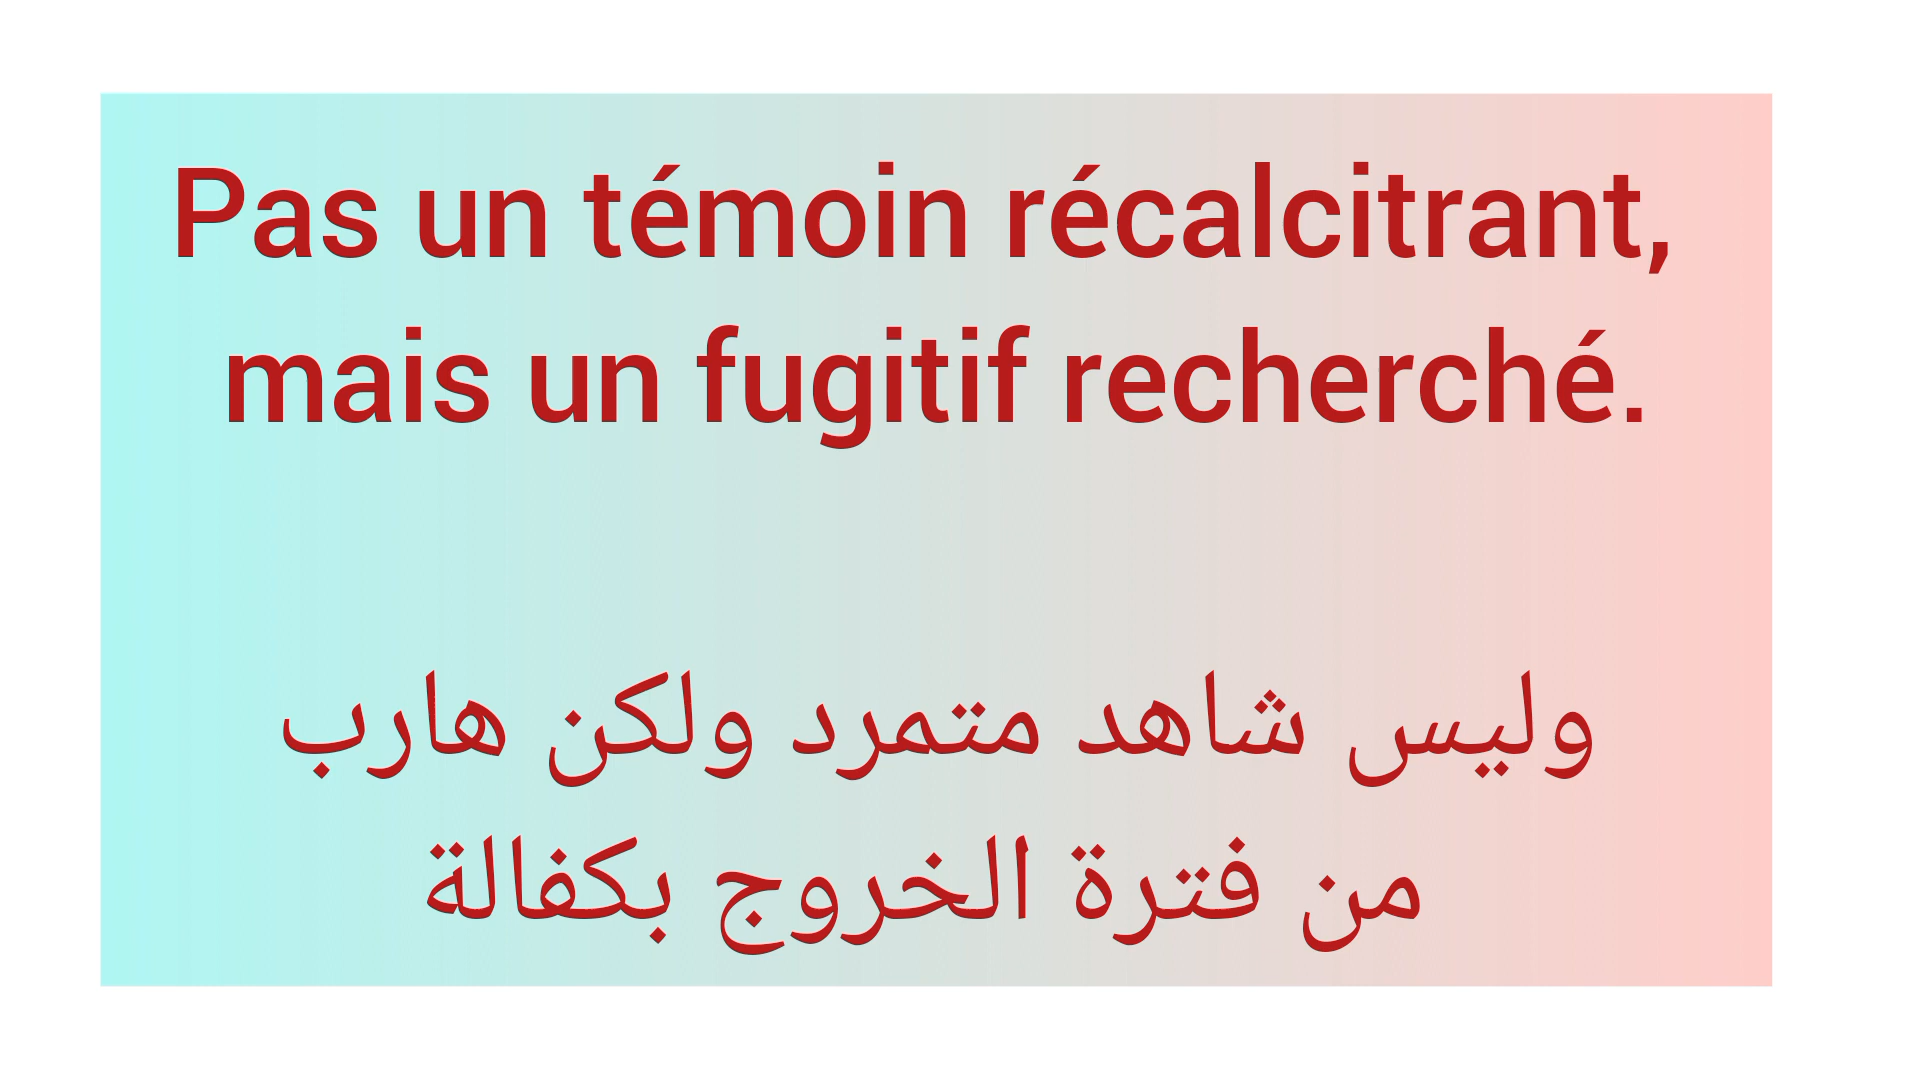 Pas un témoin récalcitrant,
mais un fugitif recherché.
وليس شاهد متمرد ولكن هارب
من فترة الخروج بكفالة